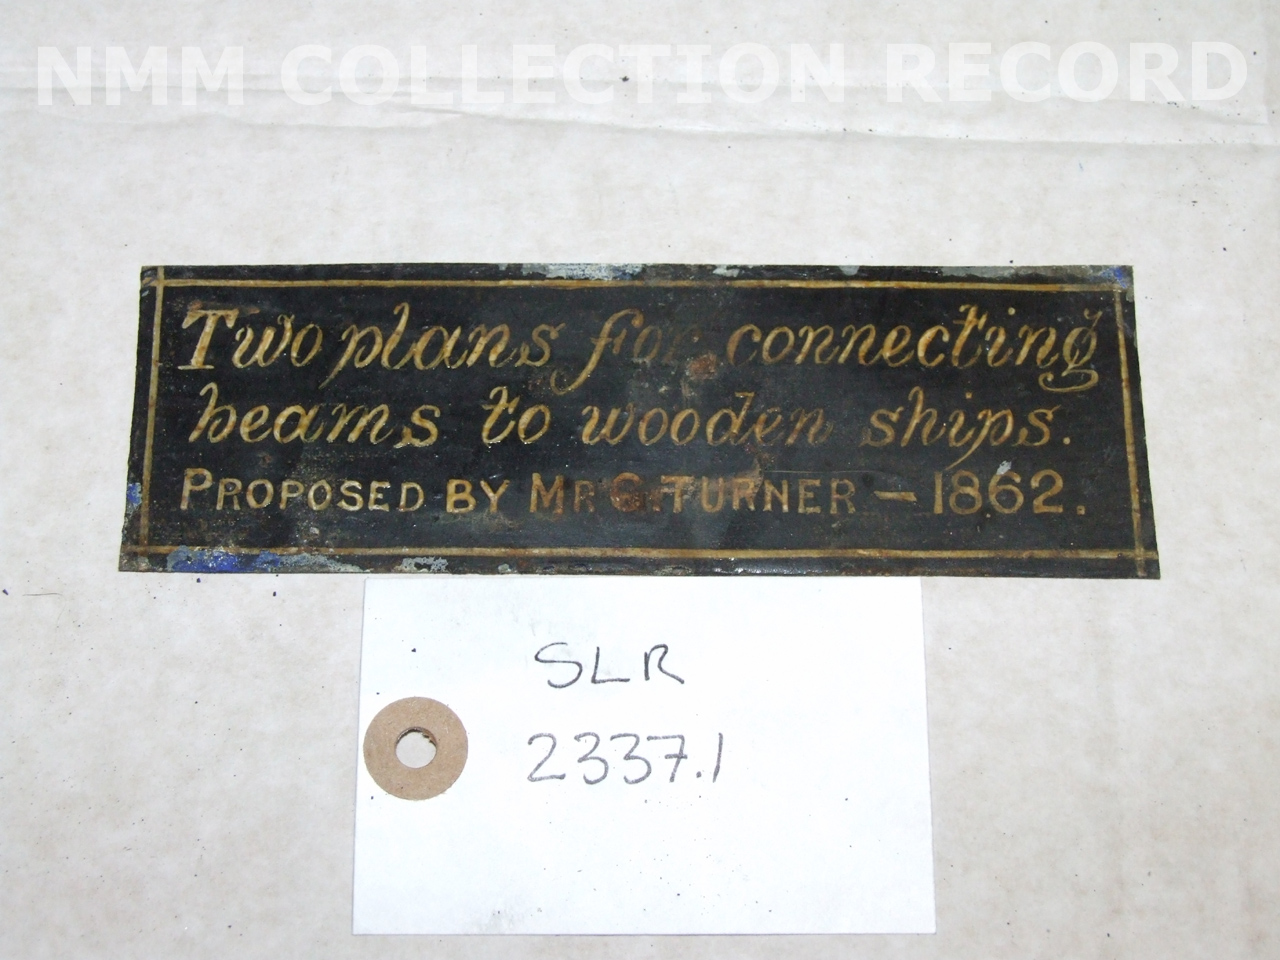 NMM COLLECTION RECORD
Two plans for connecting
beams to wooden ships.
PROPOSED BY MR G. TURNER — 1862.
SLR
2337.1